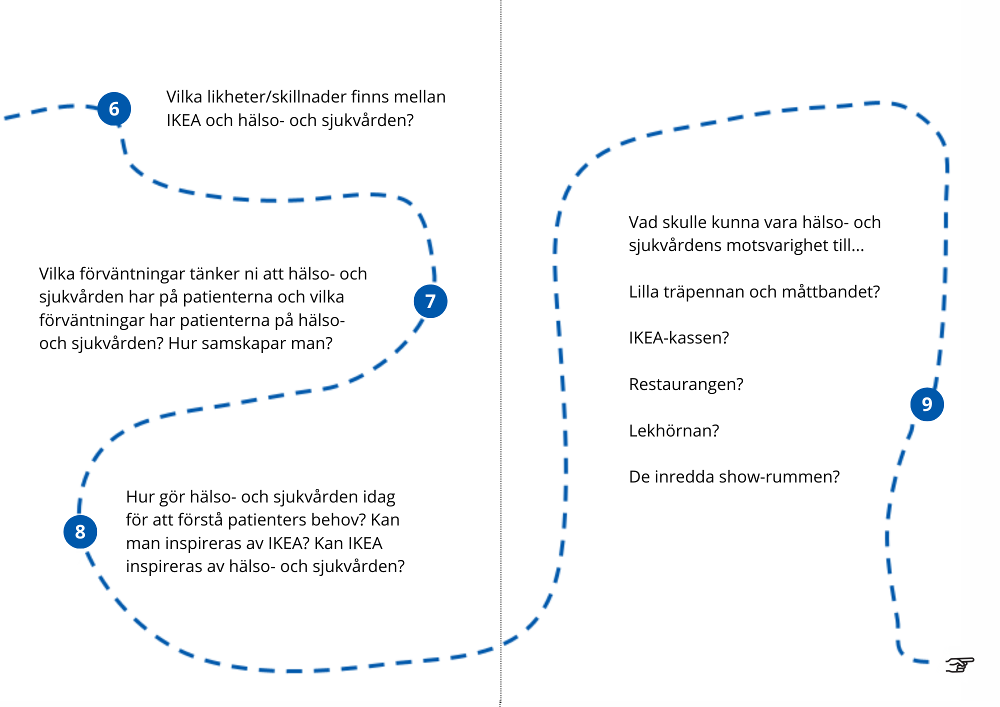 6
Vilka likheter/skillnader finns mellan
IKEA och hälso- och sjukvården?
Vilka förväntningar tänker ni att hälso- och
sjukvården har på patienterna och vilka
förväntningar har patienterna på hälso-
och sjukvården? Hur samskapar man?
7
8
Hur gör hälso- och sjukvården idag
för att förstå patienters behov? Kan
man inspireras av IKEA? Kan IKEA
inspireras av hälso- och sjukvården?
Vad skulle kunna vara hälso- och
sjukvårdens motsvarighet till...
Lilla träpennan och måttbandet?
IKEA-kassen?
Restaurangen?
Lekhörnan?
De inredda show-rummen?
9